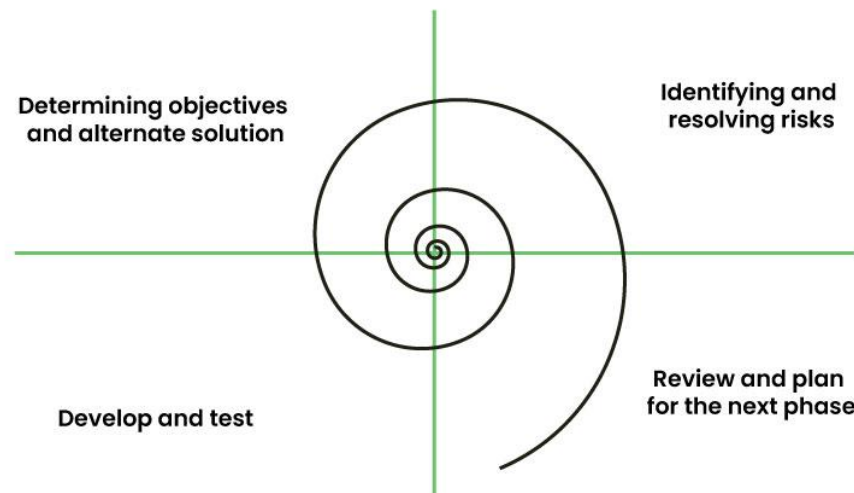 Determining objectives
and alternate solution
Identifying and
resolving risks
Develop and test
Review and plan
for the next phase